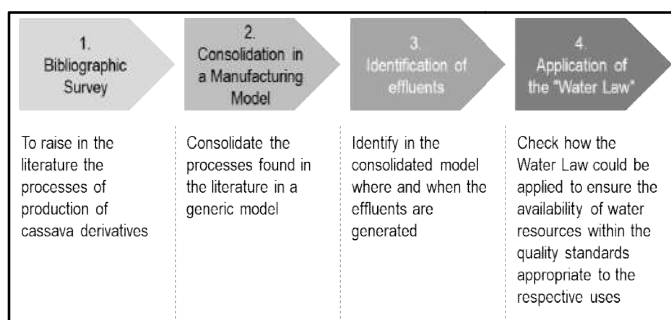 1.
Bibliographic
Survey
2.
Consolidation in
a Manufacturing
Model
3.
Identification of
effluents
4.
Application of
the "Water Law"
To raise in the
literature the
processes of
production of
cassava derivatives
Consolidate the
processes found in
the literature in a
generic model
Identify in the
consolidated model
where and when the
effluents are
generated
Check how the
Water Law could be
applied to ensure the
availability of water
resources within the
quality standards
appropriate to the
respective uses